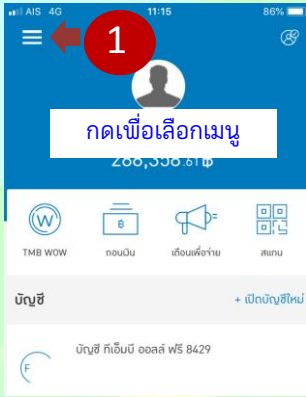 AIS 4G 11:15 86%
1
กดเพื่อเลือกเมนู
288,358.61฿
W
฿
TMB WOW ถอนเงิน เตือนเพื่อจ่าย สแกน
บัญชี + เปิดบัญชีใหม่
บัญชี ทีเอ็มบี ออลล์ ฟรี 8429
F